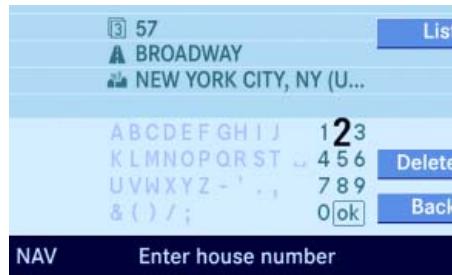 3 57
BROADWAY
NEW YORK CITY, NY (U...
List
ABCDEFGHIJ 123
KLMNOPQRST ␣ 456
UVWXYZ-'., 789
&()/; 0 ok
Delete
Back
NAV Enter house number